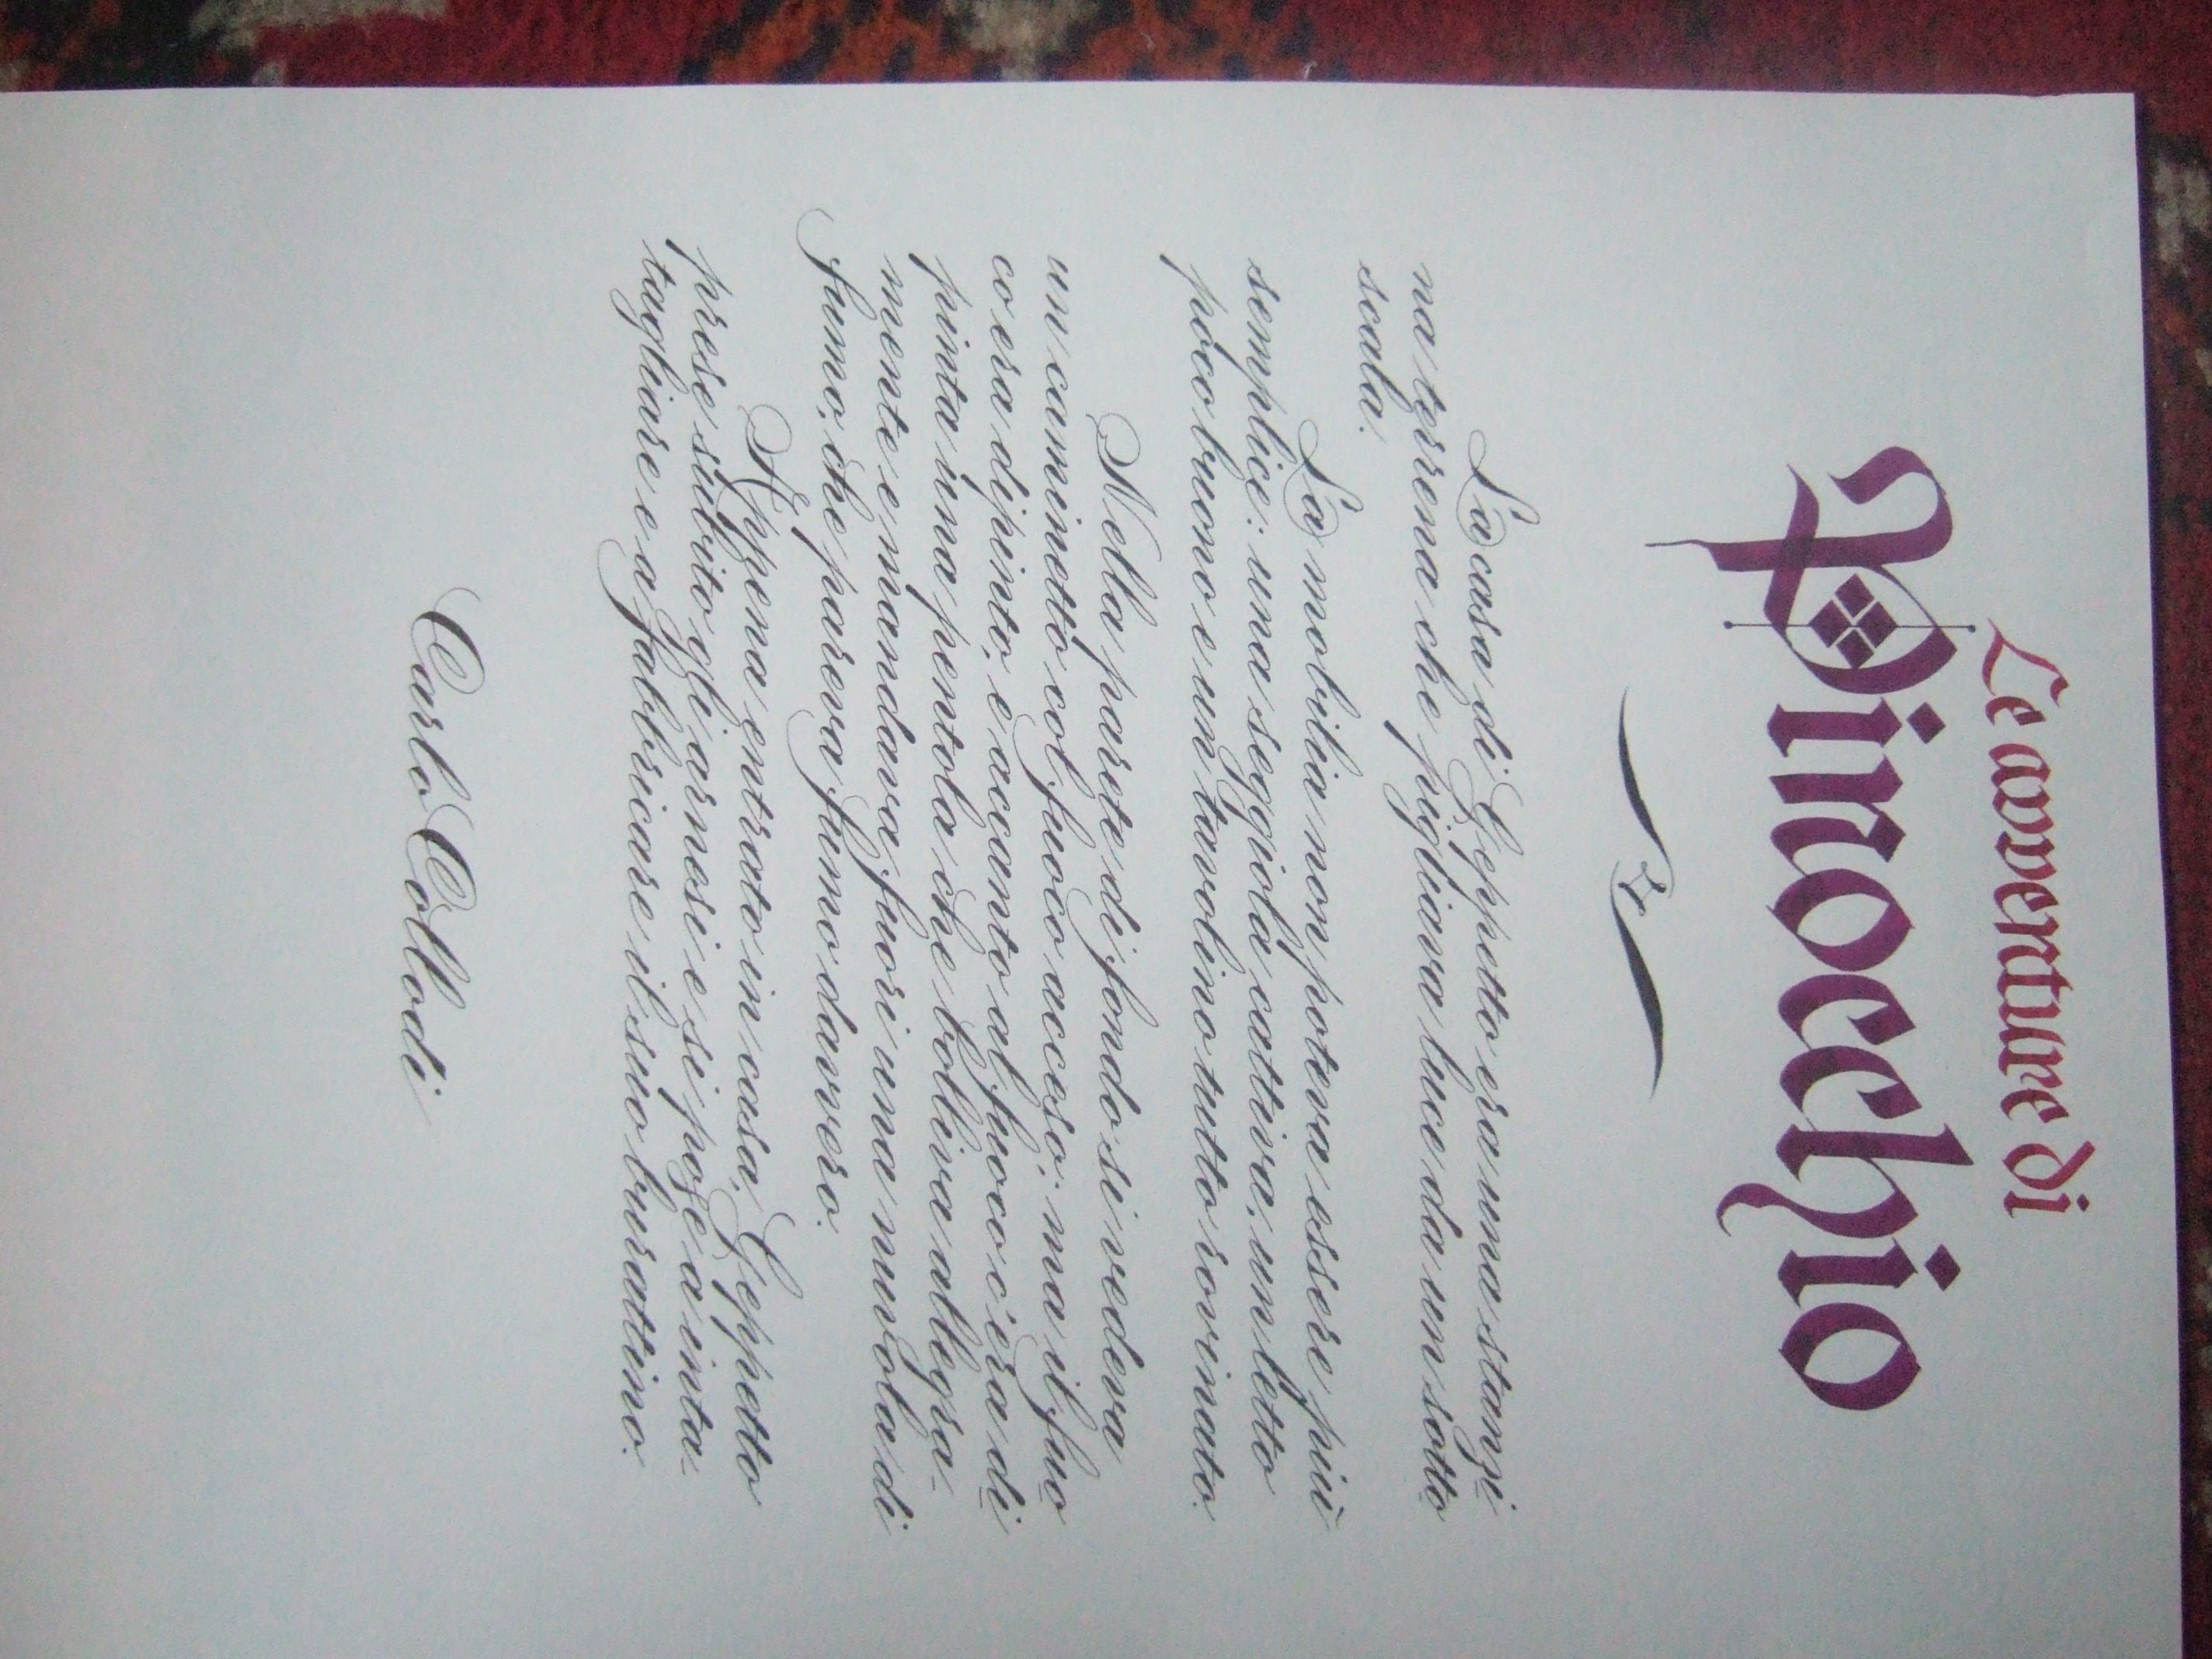 Le avventure di
Pinocchio
La casa di Geppetto era una stanzi
na terrena che pigliava luce da un sotto
scala.
La mobilia non poteva essere più
semplice: una seggiola cattiva, un letto
poco buono e un tavolino tutto rovinato.
Nella parete di fondo si vedeva
un caminetto col fuoco acceso; ma il fuo
co era dipinto, e accanto al fuoco c'era di
pinta una pentola che bolliva allegra-
mente e mandava fuori una nuvola di
fumo, che pareva fumo davvero.
Appena entrato in casa, Geppetto
prese subito gli arnesi e si pose a inta-
tagliare e a fabbricare il suo burattino.
Carlo Collodi